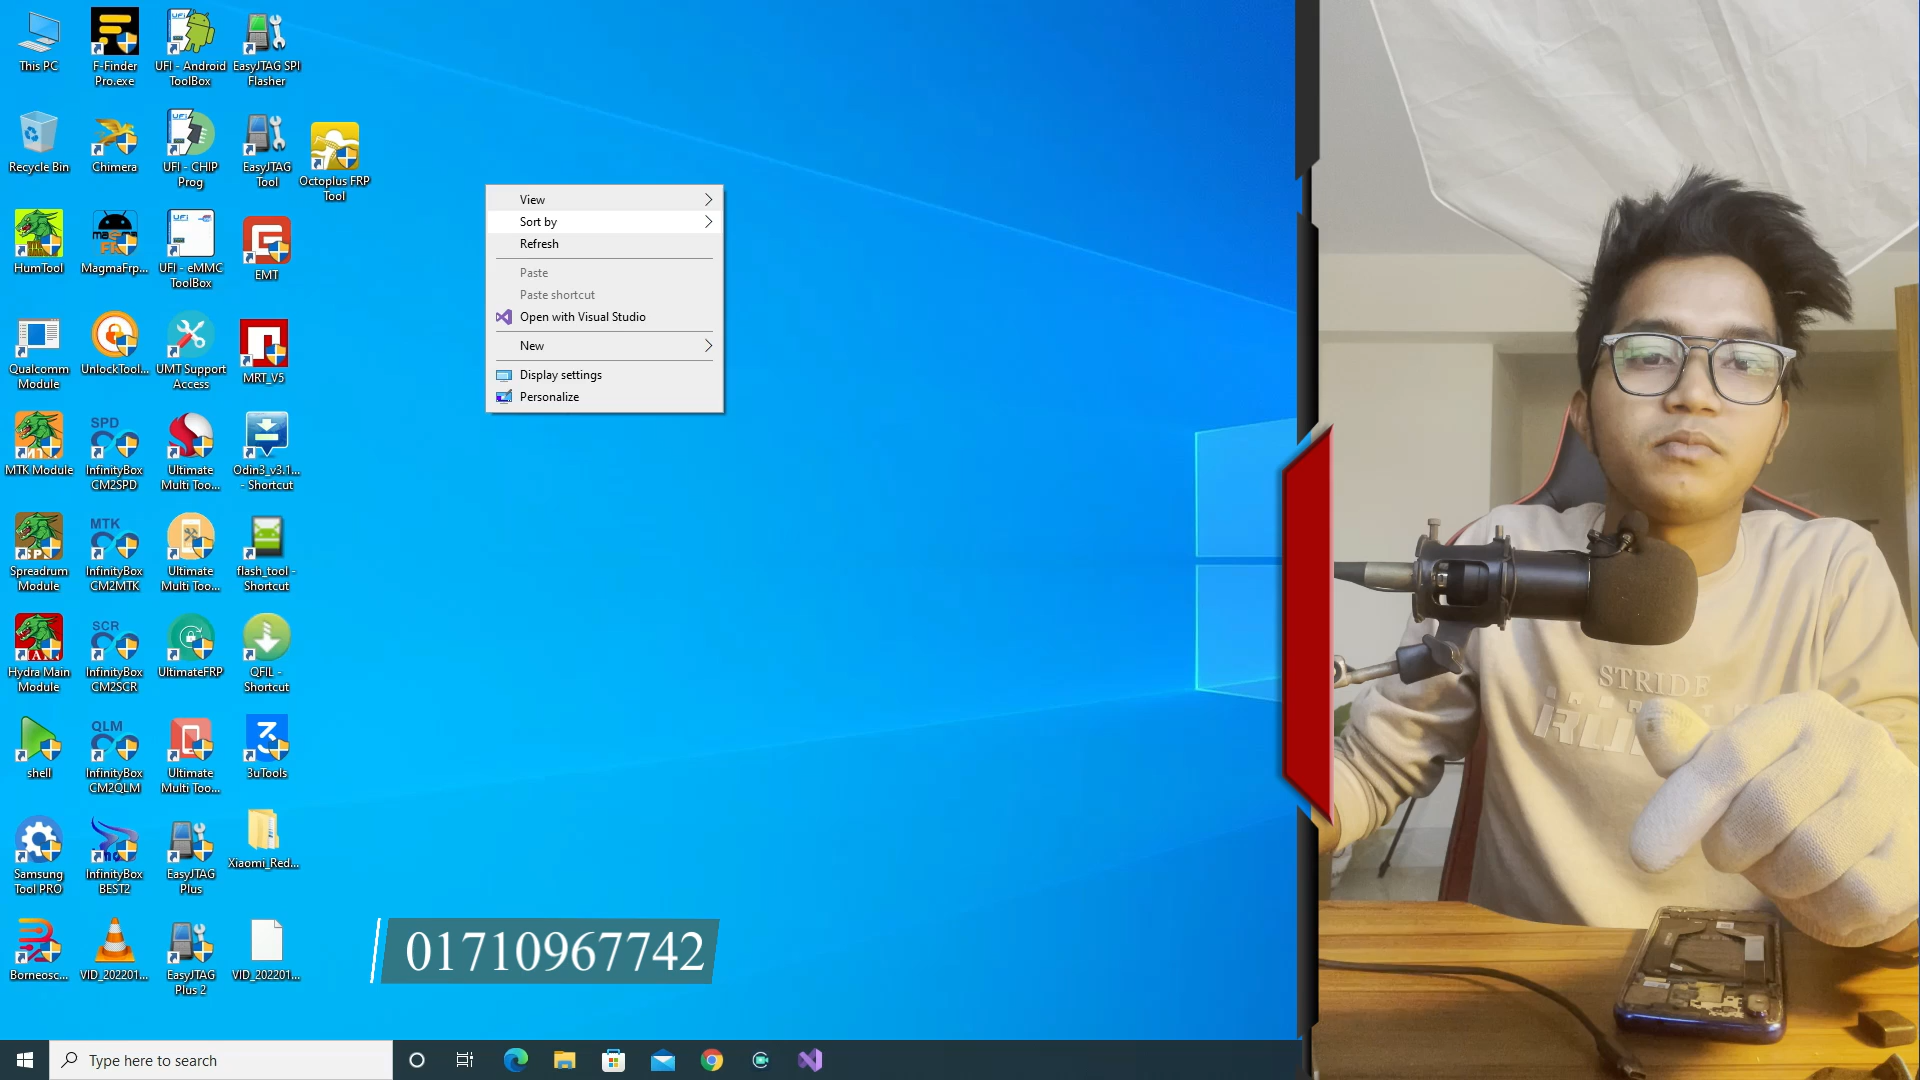 This PC
F-Finder
Pro.exe
UFI - Android
ToolBox
EasyJTAG SPI
Flasher
Recycle Bin
Chimera
UFI - CHIP
Prog
EasyJTAG
Tool
Octoplus FRP
Tool
HumTool
MagmaFrp...
UFI - eMMC
ToolBox
EMT
Qualcomm
Module
UnlockTool...
UMT Support
Access
MRT_V5
MTK Module
SPD
InfinityBox
CM2SPD
Ultimate
Multi Too...
Odin3_v3.1...
- Shortcut
Spreadrum
Module
MTK
InfinityBox
CM2MTK
Ultimate
Multi Too...
flash_tool -
Shortcut
Hydra Main
Module
SCR
InfinityBox
CM2SCR
UltimateFRP
QFIL -
Shortcut
shell
QLM
InfinityBox
CM2QLM
Ultimate
Multi Too...
3uTools
Samsung
Tool PRO
InfinityBox
BEST2
EasyJTAG
Plus
Xiaomi_Red...
Borneosc...
VID_202201...
EasyJTAG
Plus 2
VID_202201...
View
Sort by
Refresh
Paste
Paste shortcut
Open with Visual Studio
New
Display settings
Personalize
01710967742
Type here to search
STRIDE